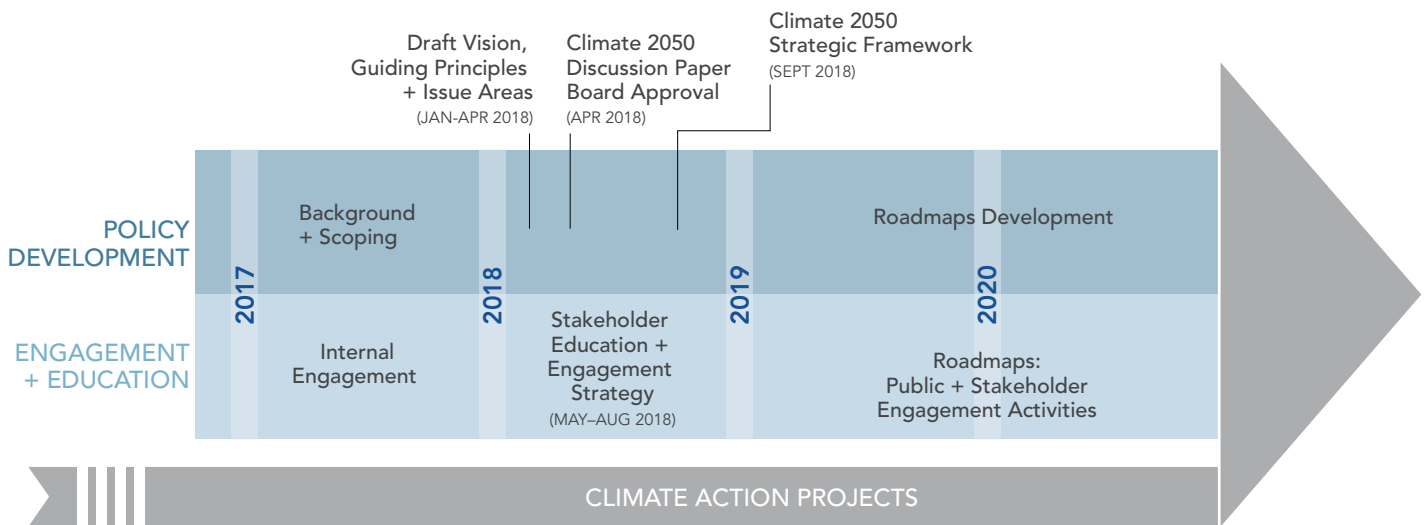 Draft Vision,
Guiding Principles
+ Issue Areas
(JAN-APR 2018)
Climate 2050
Discussion Paper
Board Approval
(APR 2018)
Climate 2050
Strategic Framework
(SEPT 2018)
POLICY
DEVELOPMENT
Background
+ Scoping
Roadmaps Development
2017
2018
2019
2020
ENGAGEMENT
+ EDUCATION
Internal
Engagement
Stakeholder
Education +
Engagement
Strategy
(MAY–AUG 2018)
Roadmaps:
Public + Stakeholder
Engagement Activities
CLIMATE ACTION PROJECTS